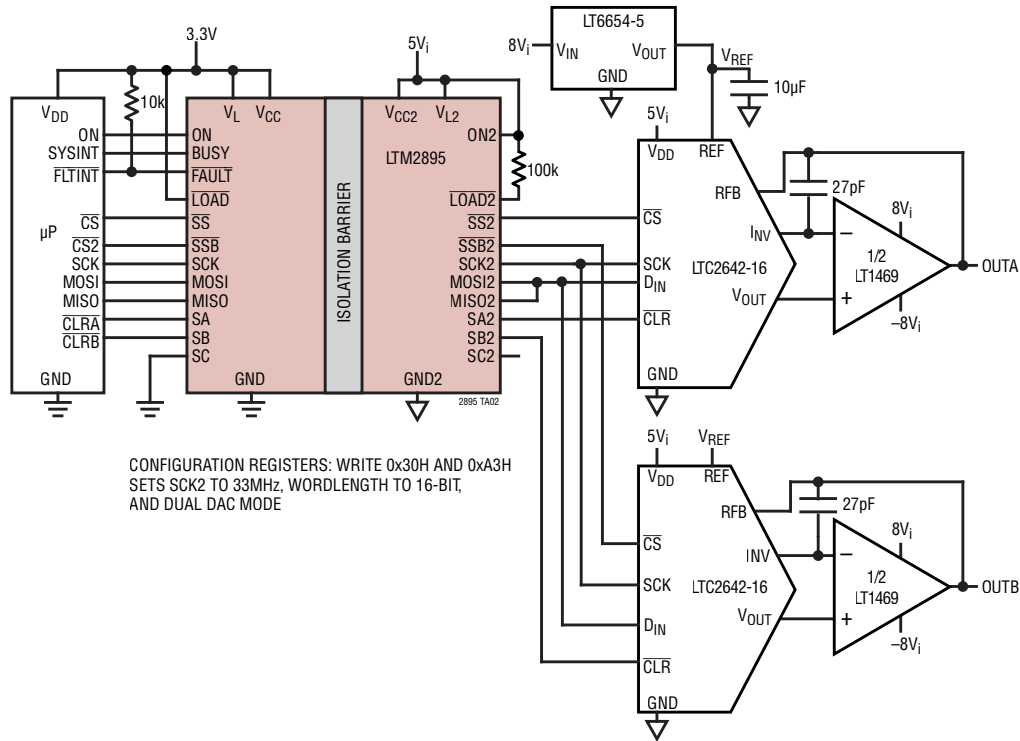 LT6654-5
8Vi
VIN
VOUT
GND
VREF
10µF
3.3V
10k
VDD
ON
SYSINT
FLTINT
CS
µP
CS2
SCK
MOSI
MISO
CLRA
CLRB
GND
VL
VCC
ON
BUSY
FAULT
LOAD
SS
SSB
SCK
MOSI
MISO
SA
SB
SC
GND
ISOLATION BARRIER
5Vi
VCC2
VL2
LTM2895
ON2
100k
LOAD2
SS2
SSB2
SCK2
MOSI2
MISO2
SA2
SB2
SC2
GND2
2895 TA02
5Vi
VDD
REF
RFB
27pF
CS
INV
LTC2642-16
SCK
DIN
VOUT
CLR
GND
8Vi
–
1/2
LT1469
+
–8Vi
OUTA
CONFIGURATION REGISTERS: WRITE 0x30H AND 0xA3H
SETS SCK2 TO 33MHz, WORDLENGTH TO 16-BIT,
AND DUAL DAC MODE
5Vi
VREF
VDD
REF
RFB
27pF
CS
INV
SCK
LTC2642-16
VOUT
DIN
CLR
GND
8Vi
–
1/2
LT1469
+
–8Vi
OUTB